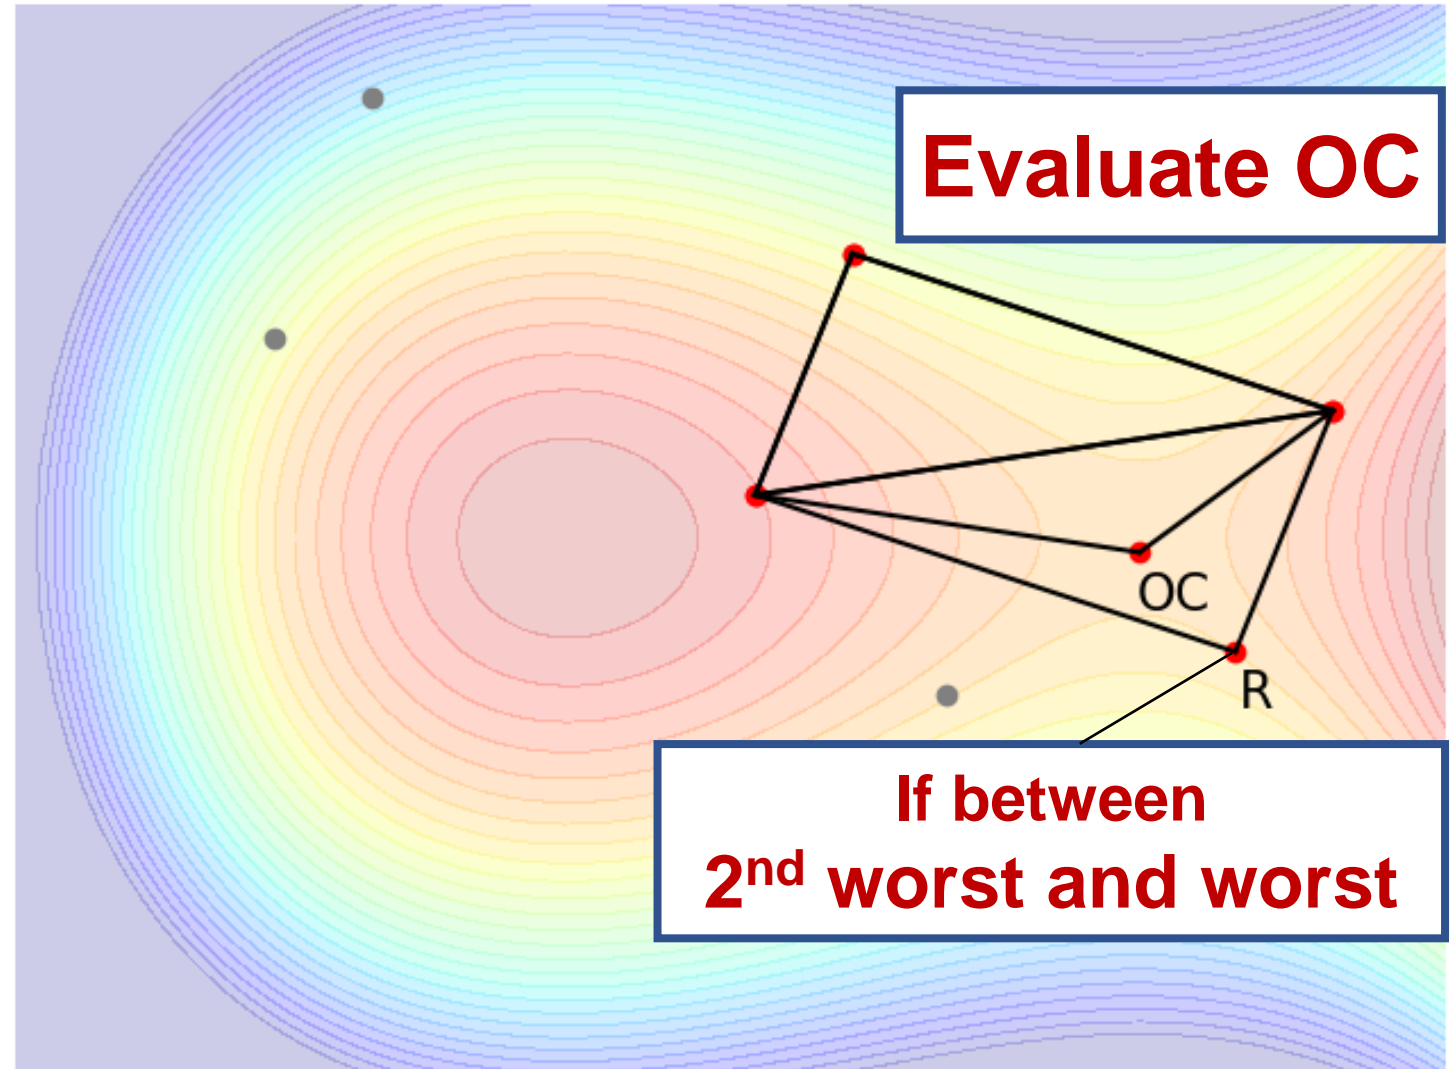 Evaluate OC
OC
R
If between
2nd worst and worst